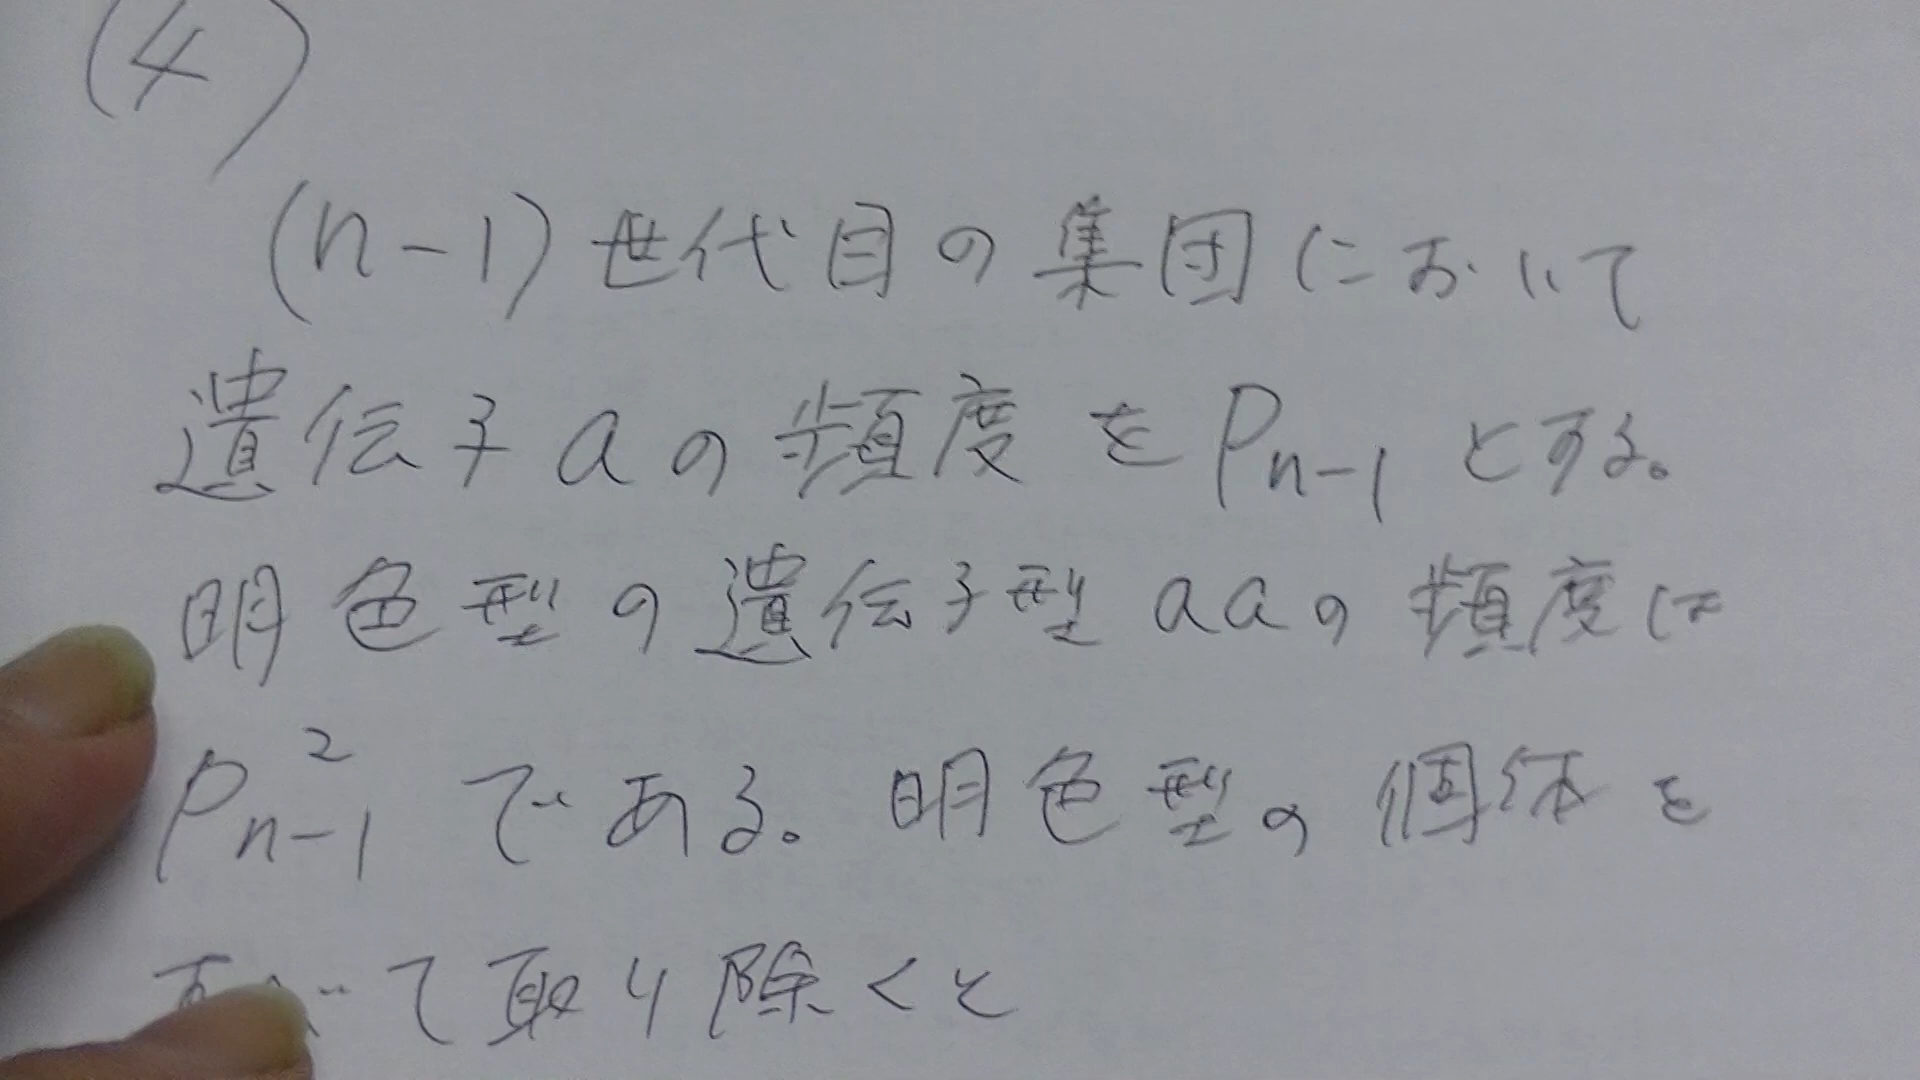 (4)
(n-1)世代目の集団において
遺伝子aの頻度をPn-1とする。
明色型の遺伝子型aaの頻度は
Pn-1²である。明色型の個体を
て取り除くと